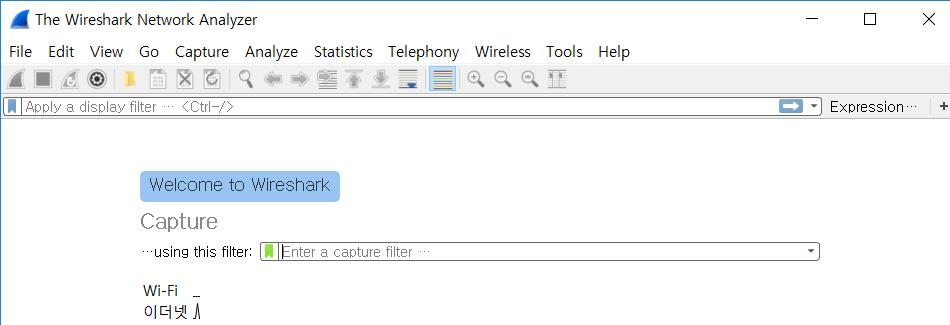 The Wireshark Network Analyzer
File Edit View Go Capture Analyze Statistics Telephony Wireless Tools Help
Apply a display filter … <Ctrl-/> Expression… +
Welcome to Wireshark
Capture
…using this filter: Enter a capture filter …
Wi-Fi
이더넷